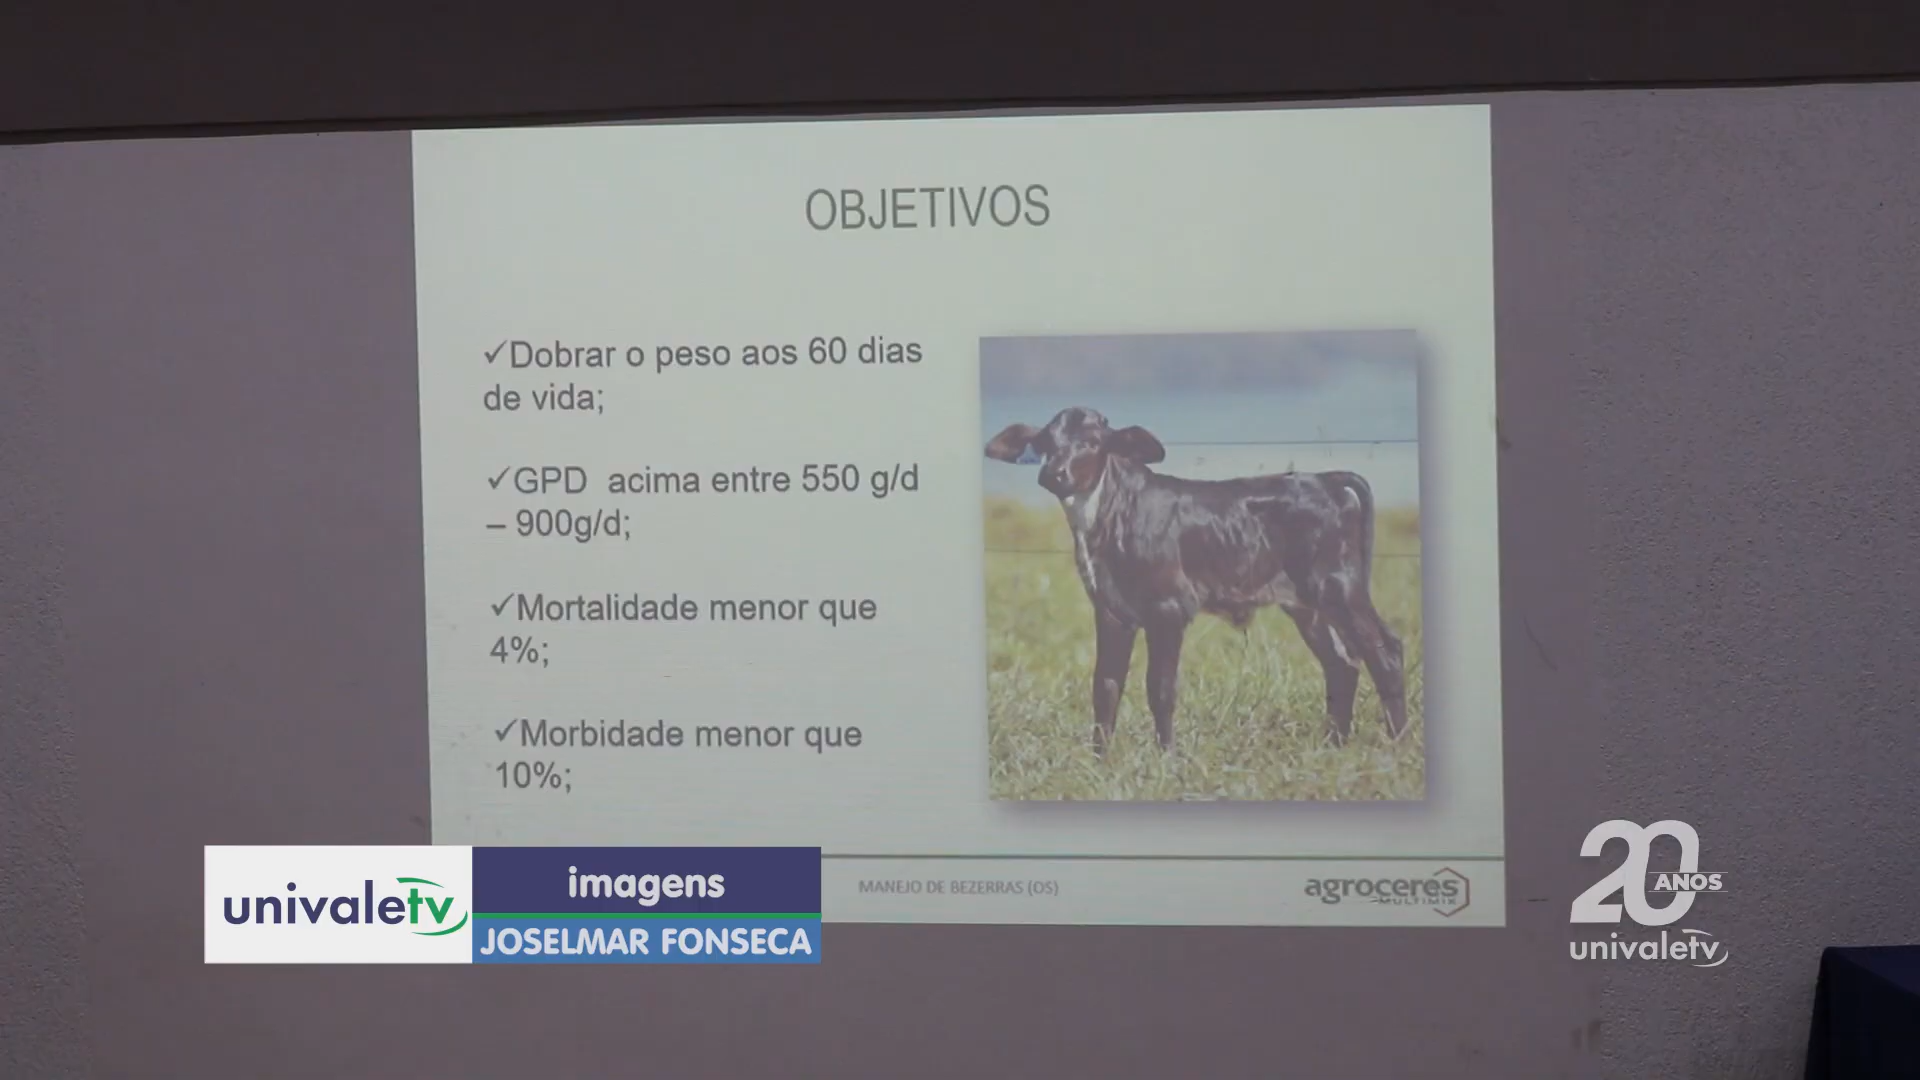 OBJETIVOS
✓Dobrar o peso aos 60 dias
de vida;
✓GPD acima entre 550 g/d
– 900g/d;
✓Mortalidade menor que
4%;
✓Morbidade menor que
10%;
MANEJO DE BEZERRAS (OS)
agroceres
MULTIMIX
univaletv
imagens
JOSELMAR FONSECA
20
ANOS
univaletv